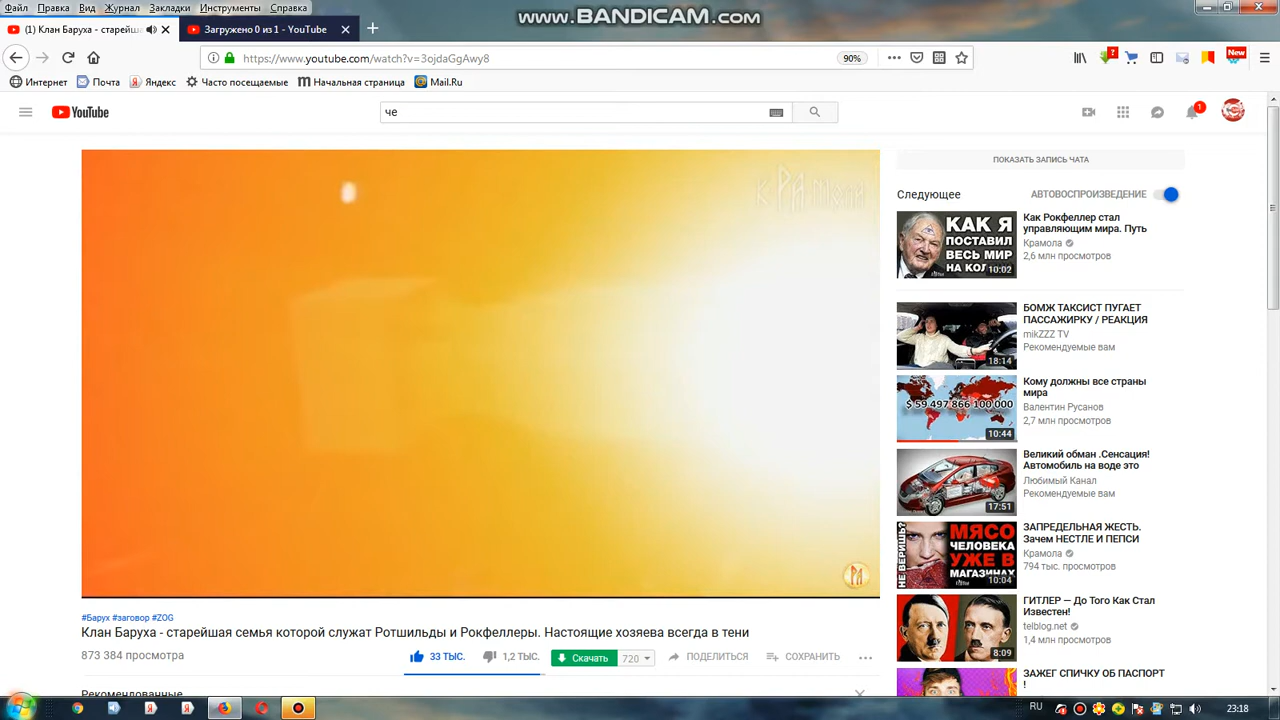 www.BANDICAM.com
Файл Правка Вид Журнал Закладки Инструменты Справка
(1) Клан Баруха - старейша
Загружено 0 из 1 - YouTube
https://www.youtube.com/watch?v=3ojdaGgAwy8
90%
New
Интернет Почта Яндекс Часто посещаемые Начальная страница Mail.Ru
YouTube
че
1
ПОКАЗАТЬ ЗАПИСЬ ЧАТА
Следующее
АВТОВОСПРОИЗВЕДЕНИЕ
КАК Я
ПОСТАВИЛ
ВЕСЬ МИР
НА КОЛ
10:02
Как Рокфеллер стал
управляющим мира. Путь
Крамола
2,6 млн просмотров
18:14
БОМЖ ТАКСИСТ ПУГАЕТ
ПАССАЖИРКУ / РЕАКЦИЯ
mikZZZ TV
Рекомендуемые вам
$ 59 497 866 100 000
10:44
Кому должны все страны
мира
Валентин Русанов
2,7 млн просмотров
17:51
Великий обман .Сенсация!
Автомобиль на воде это
Любимый Канал
Рекомендуемые вам
НЕ ВЕРИШЬ?
МЯСО
ЧЕЛОВЕКА
УЖЕ В
МАГАЗИНАХ
10:04
ЗАПРЕДЕЛЬНАЯ ЖЕСТЬ.
Зачем НЕСТЛЕ И ПЕПСИ
Крамола
794 тыс. просмотров
8:09
ГИТЛЕР — До Того Как Стал
Известен!
telblog.net
1,4 млн просмотров
ЗАЖЕГ СПИЧКУ ОБ ПАСПОРТ
!
#Барух #заговор #ZOG
Клан Баруха - старейшая семья которой служат Ротшильды и Рокфеллеры. Настоящие хозяева всегда в тени
873 384 просмотра
33 ТЫС.
1,2 ТЫС.
Скачать
720
ПОДЕЛИТЬСЯ
СОХРАНИТЬ
Рекомендованные
RU
23:18